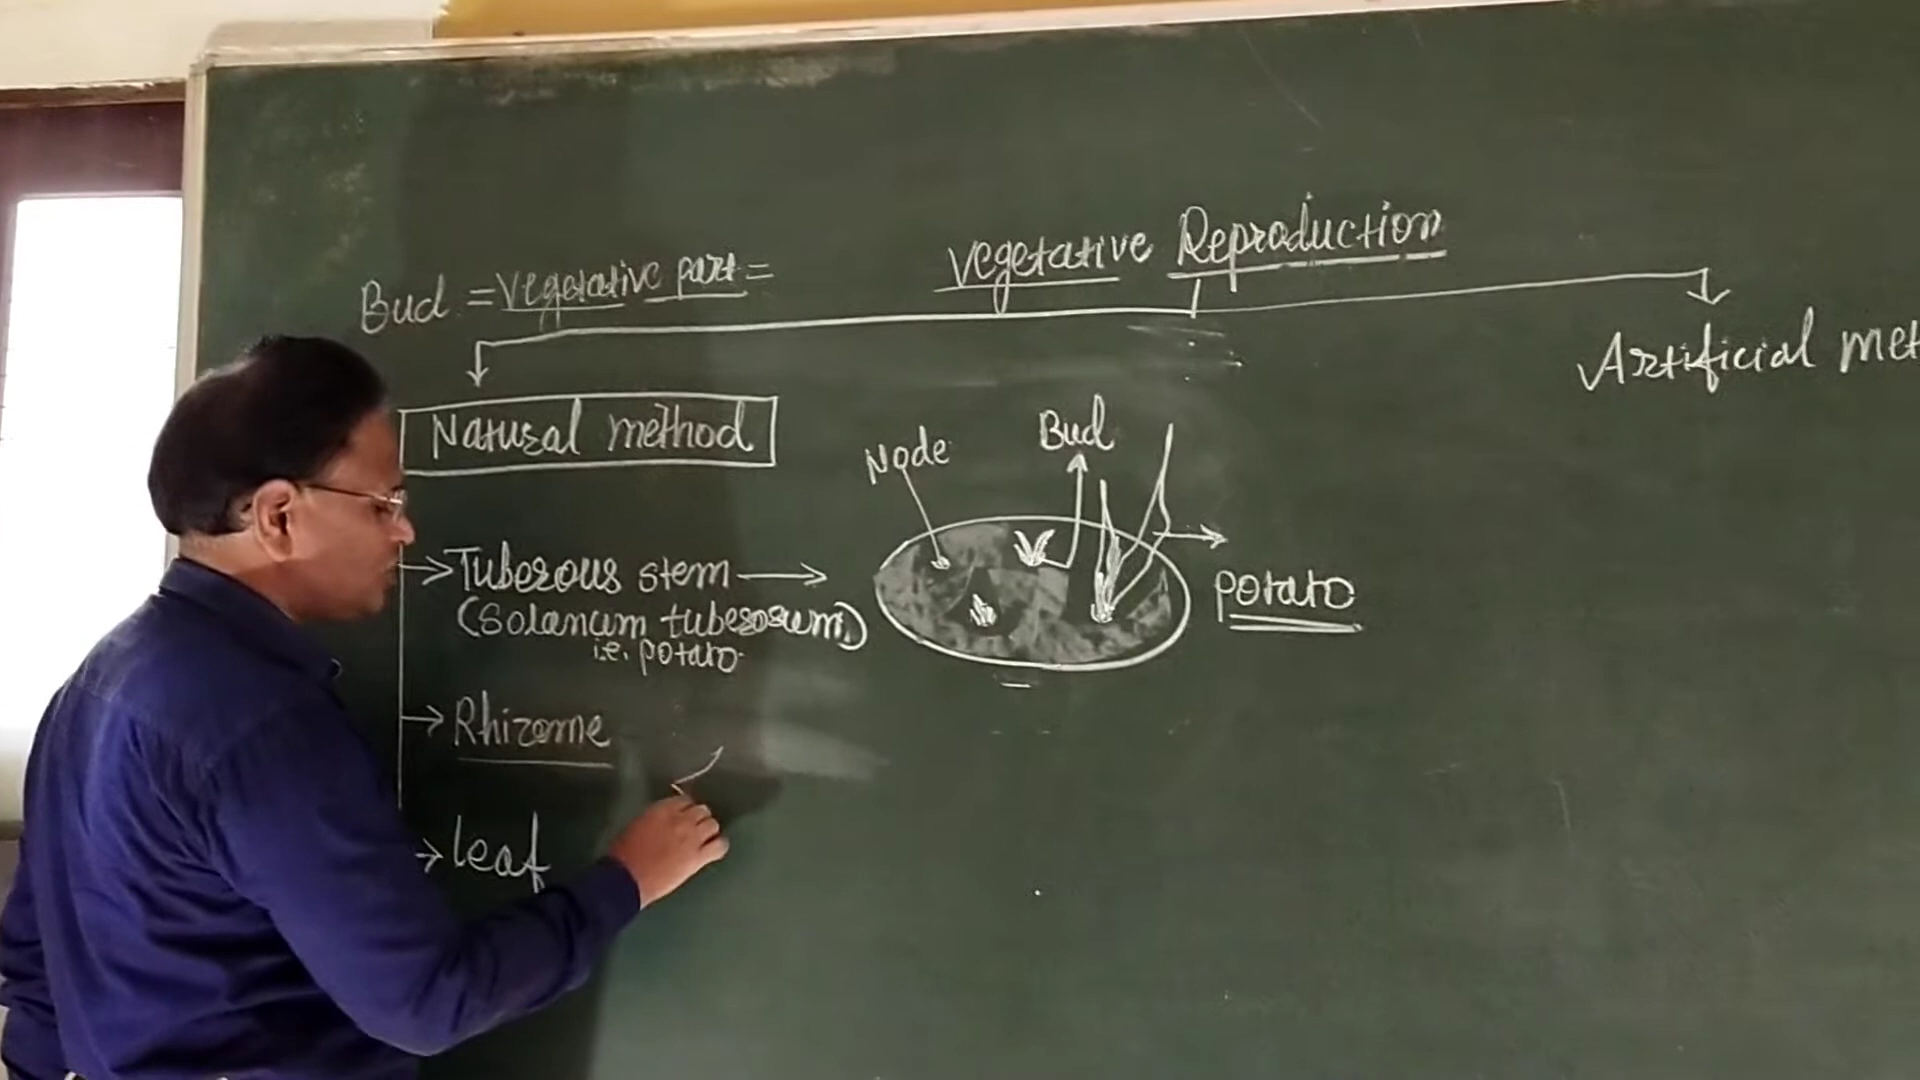 Vegetative Reproduction
Bud = Vegetative part =
Artificial met
Natural method
Node
Bud
→ Tuberous stem →
(Solanum tuberosum)
i.e. potato
potato
→ Rhizome
→ leaf